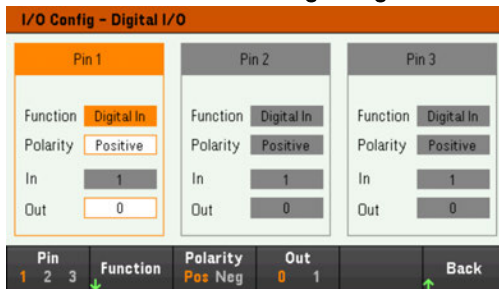 I/O Config - Digital I/O
Pin 1 Pin 2 Pin 3
Function Digital In Function Digital In Function Digital In
Polarity Positive Polarity Positive Polarity Positive
In 1 In 1 In 1
Out 0 Out 0 Out 0
Pin Function Polarity Out Back
1 2 3 Pos Neg 0 1